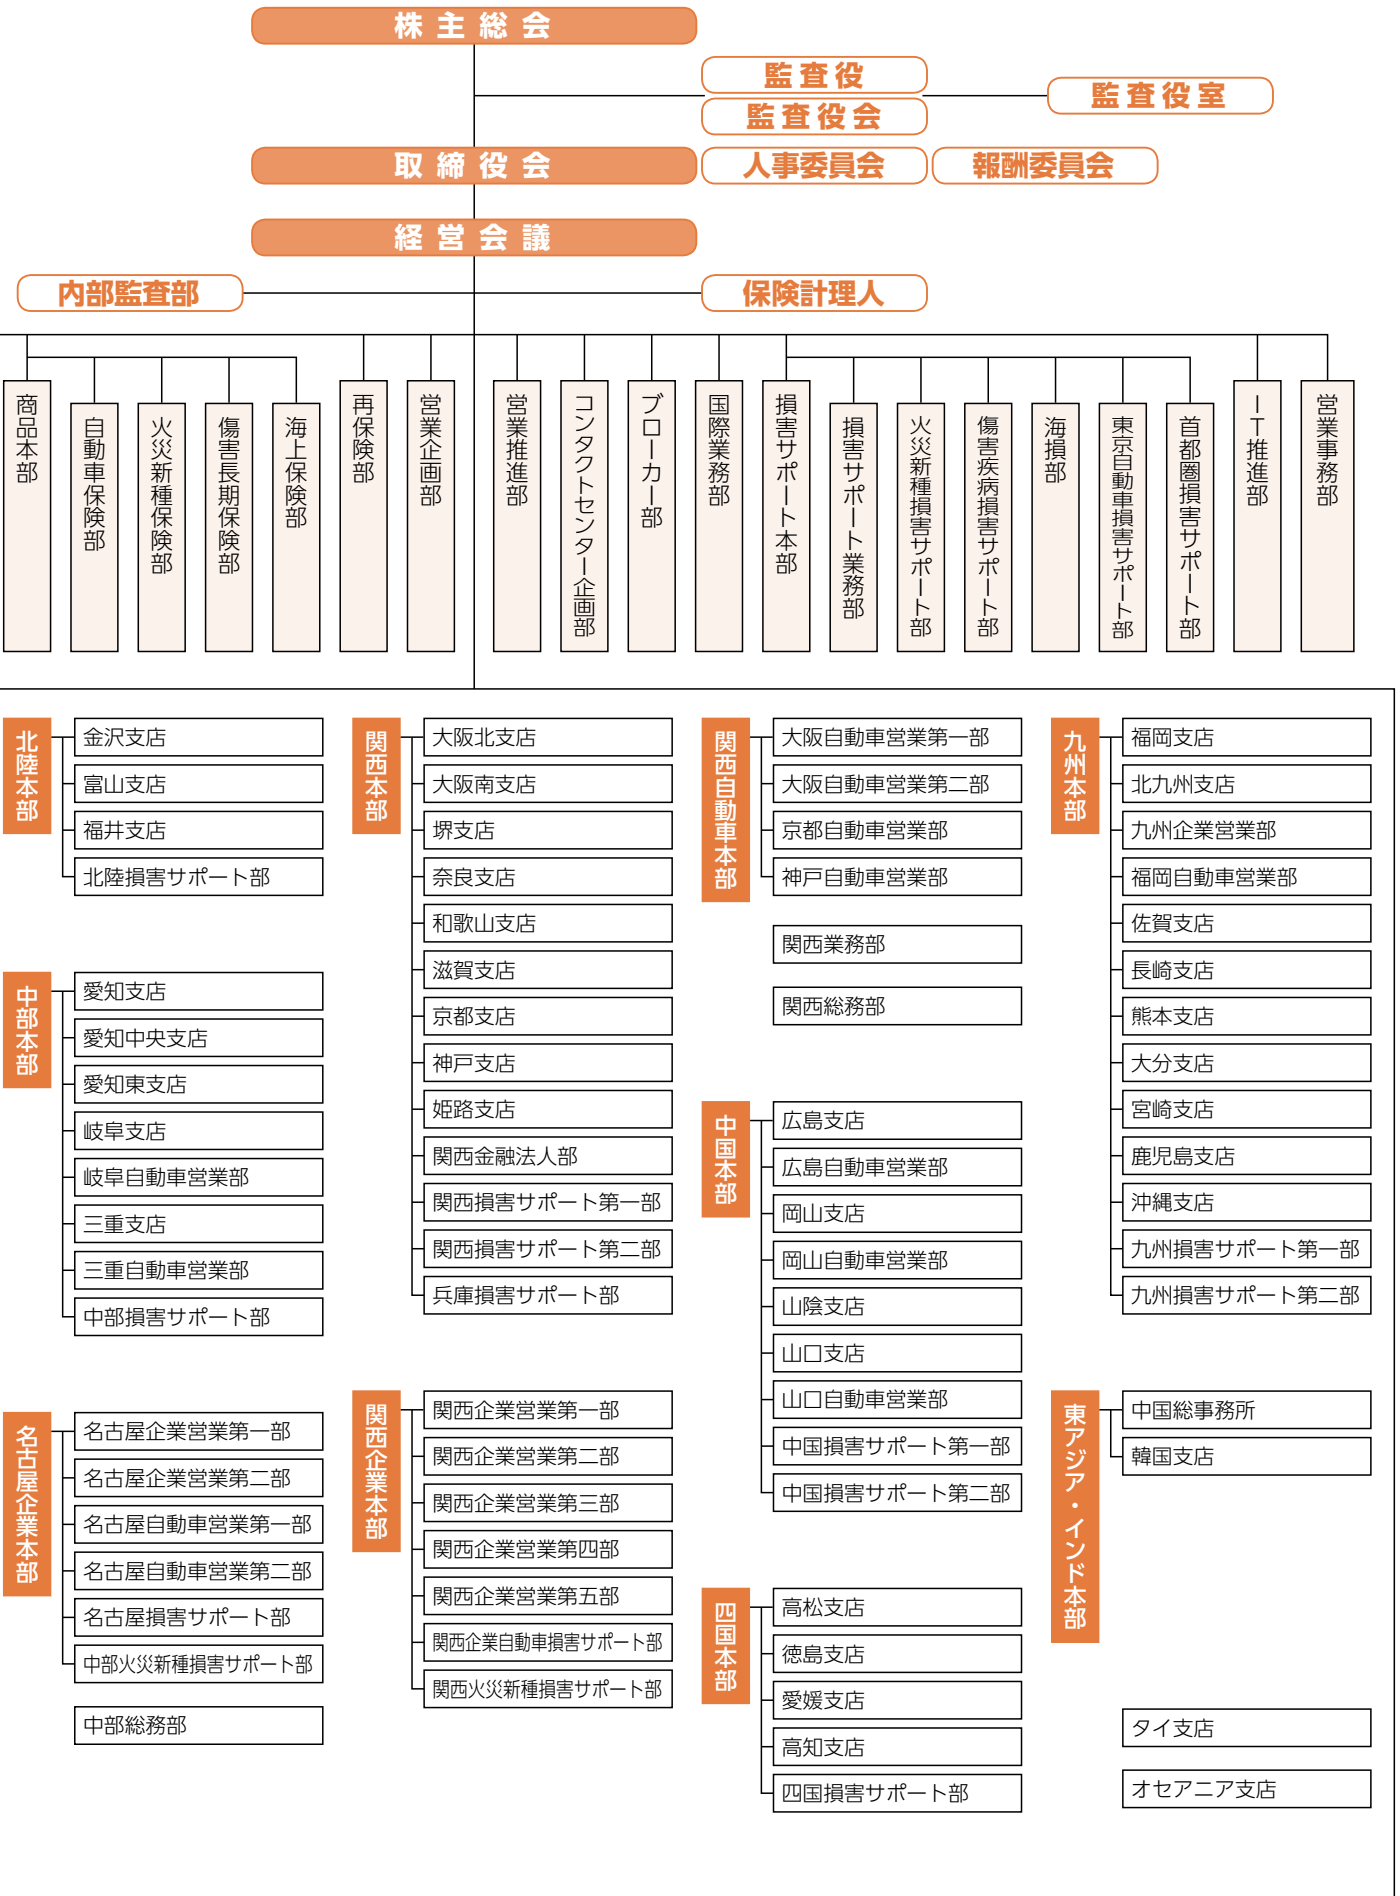 株主総会
監査役
監査役会
監査役室
取締役会
人事委員会
報酬委員会
経営会議
内部監査部
保険計理人
商品本部
自動車保険部
火災新種保険部
傷害長期保険部
海上保険部
再保険部
営業企画部
営業推進部
コンタクトセンター企画部
ブローカー部
国際業務部
損害サポート本部
損害サポート業務部
火災新種損害サポート部
傷害疾病損害サポート部
海損部
東京自動車損害サポート部
首都圏損害サポート部
IT推進部
営業事務部
北陸本部
金沢支店
富山支店
福井支店
北陸損害サポート部
中部本部
愛知支店
愛知中央支店
愛知東支店
岐阜支店
岐阜自動車営業部
三重支店
三重自動車営業部
中部損害サポート部
名古屋企業本部
名古屋企業営業第一部
名古屋企業営業第二部
名古屋自動車営業第一部
名古屋自動車営業第二部
名古屋損害サポート部
中部火災新種損害サポート部
中部総務部
関西本部
大阪北支店
大阪南支店
堺支店
奈良支店
和歌山支店
滋賀支店
京都支店
神戸支店
姫路支店
関西金融法人部
関西損害サポート第一部
関西損害サポート第二部
兵庫損害サポート部
関西企業本部
関西企業営業第一部
関西企業営業第二部
関西企業営業第三部
関西企業営業第四部
関西企業営業第五部
関西企業自動車損害サポート部
関西火災新種損害サポート部
関西自動車本部
大阪自動車営業第一部
大阪自動車営業第二部
京都自動車営業部
神戸自動車営業部
関西業務部
関西総務部
中国本部
広島支店
広島自動車営業部
岡山支店
岡山自動車営業部
山陰支店
山口支店
山口自動車営業部
中国損害サポート第一部
中国損害サポート第二部
四国本部
高松支店
徳島支店
愛媛支店
高知支店
四国損害サポート部
九州本部
福岡支店
北九州支店
九州企業営業部
福岡自動車営業部
佐賀支店
長崎支店
熊本支店
大分支店
宮崎支店
鹿児島支店
沖縄支店
九州損害サポート第一部
九州損害サポート第二部
東アジア・インド本部
中国総事務所
韓国支店
タイ支店
オセアニア支店